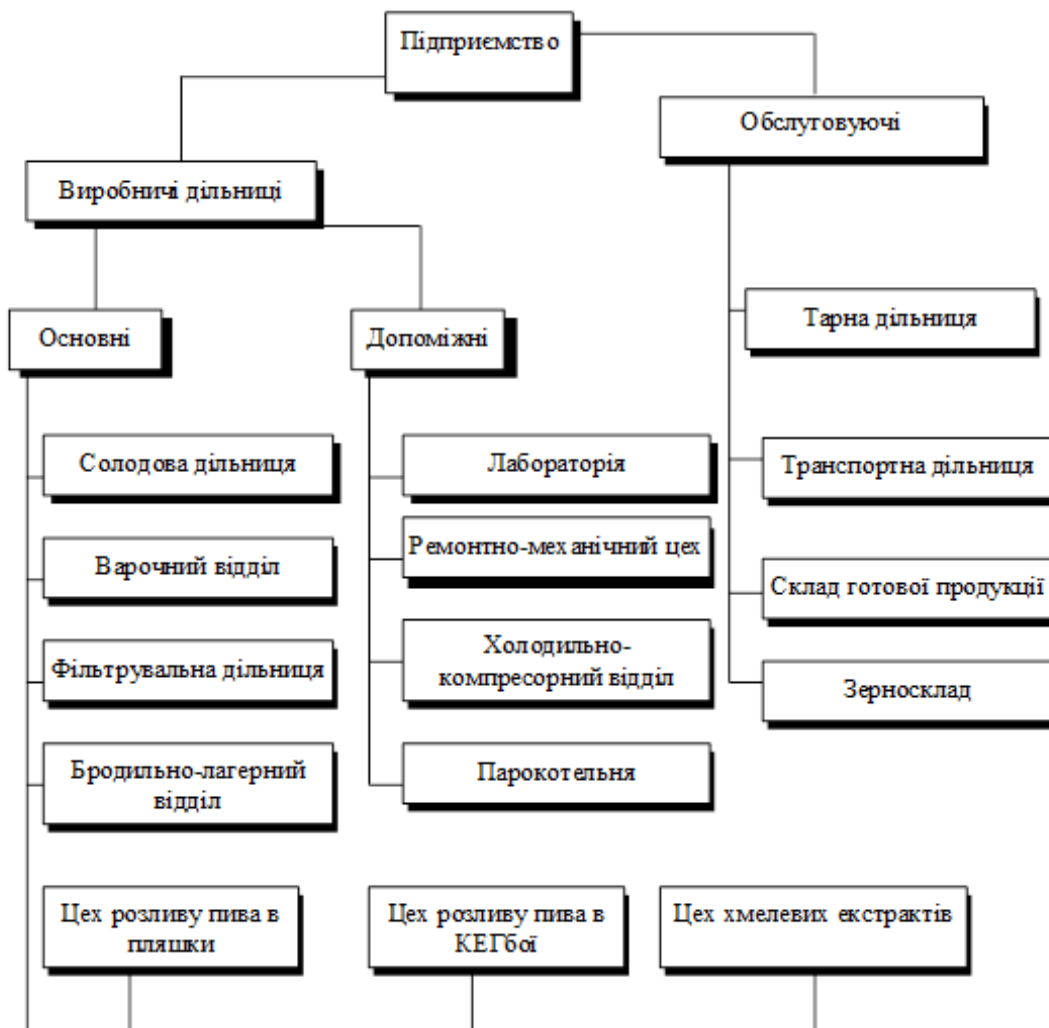 Підприємство
Обслуговуючі
Виробничі дільниці
Основні
Допоміжні
Тарна дільниця
Солодова дільниця
Лабораторія
Транспортна дільниця
Варочний відділ
Ремонтно-механічний цех
Склад готової продукції
Фільтрувальна дільниця
Холодильно-
компресорний відділ
Зерносклад
Бродильно-лагерний
відділ
Парокотельня
Цех розливу пива в
пляшки
Цех розливу пива в
КЕГбої
Цех хмелевих екстрактів